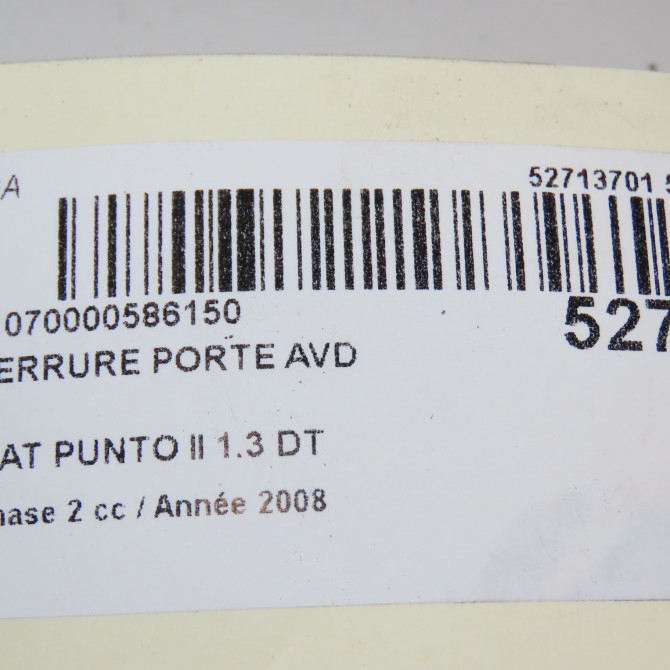 52713701
070000586150
527
ERRURE PORTE AVD
AT PUNTO II 1.3 DT
hase 2 cc / Année 2008